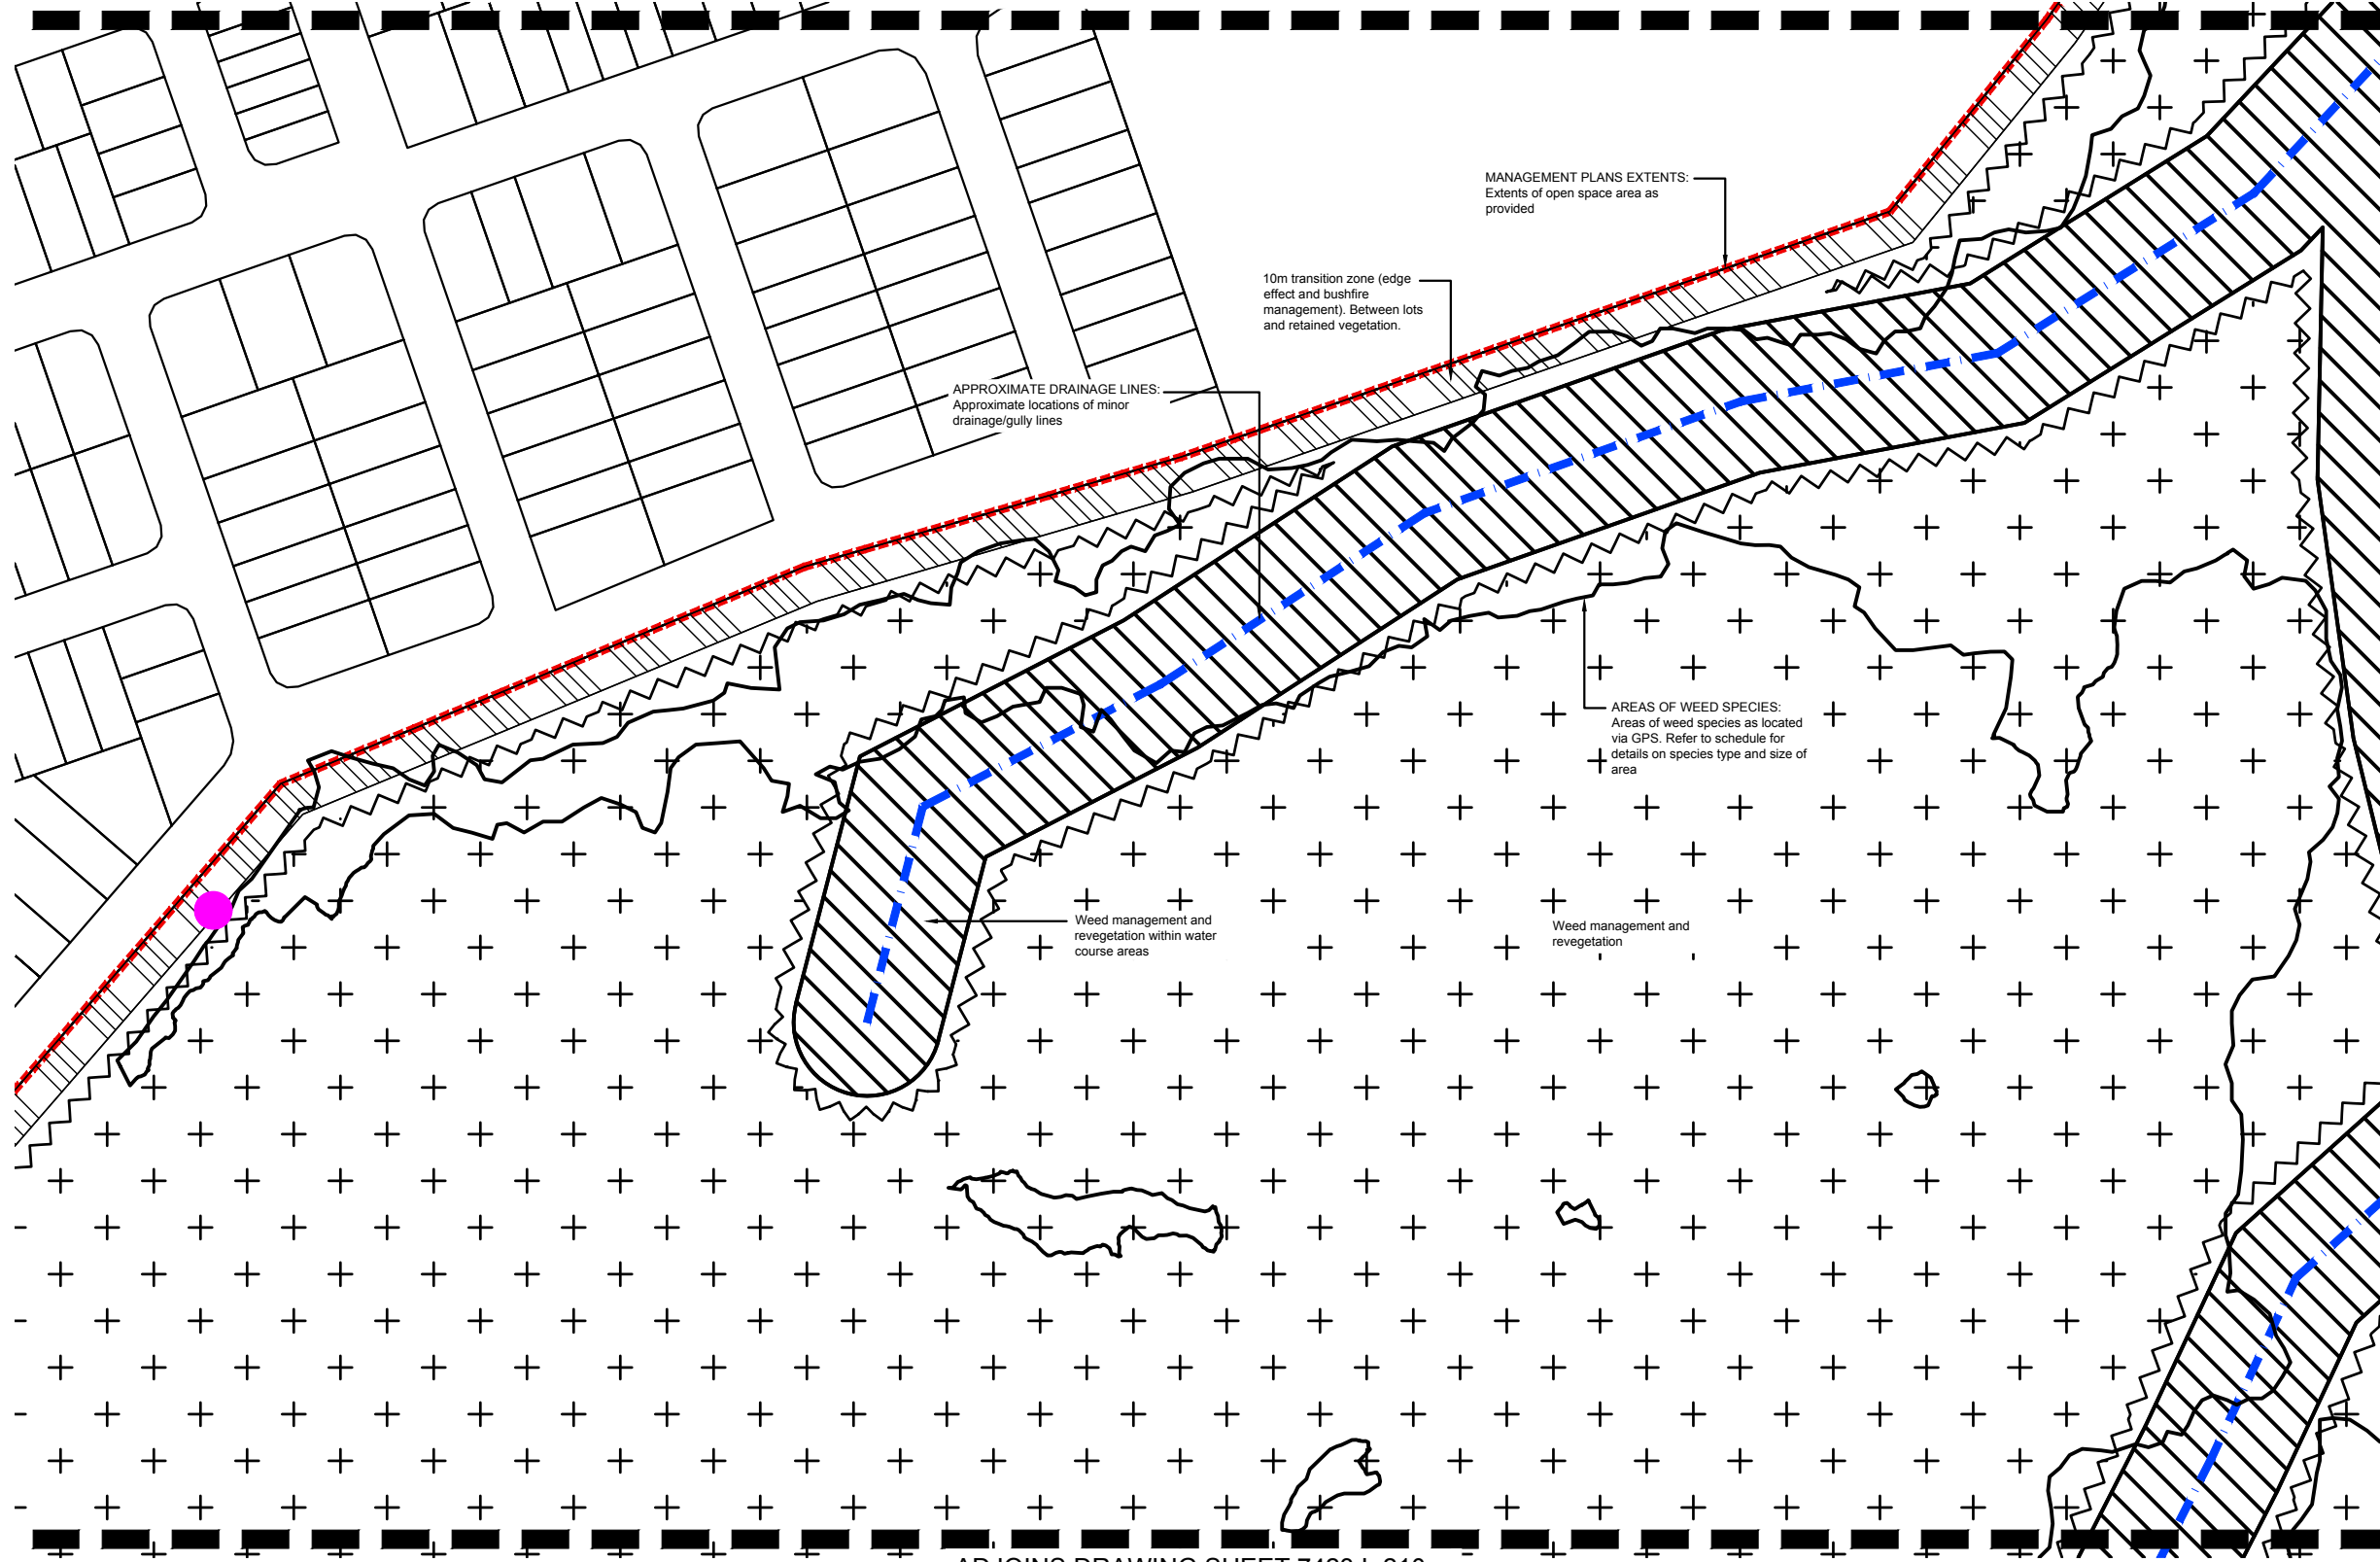 MANAGEMENT PLANS EXTENTS:
Extents of open space area as
provided
10m transition zone (edge
effect and bushfire
management). Between lots
and retained vegetation.
APPROXIMATE DRAINAGE LINES:
Approximate locations of minor
drainage/gully lines
AREAS OF WEED SPECIES:
Areas of weed species as located
via GPS. Refer to schedule for
details on species type and size of
area
Weed management and
revegetation within water
course areas
Weed management and
revegetation
ADJOINS DRAWING SHEET